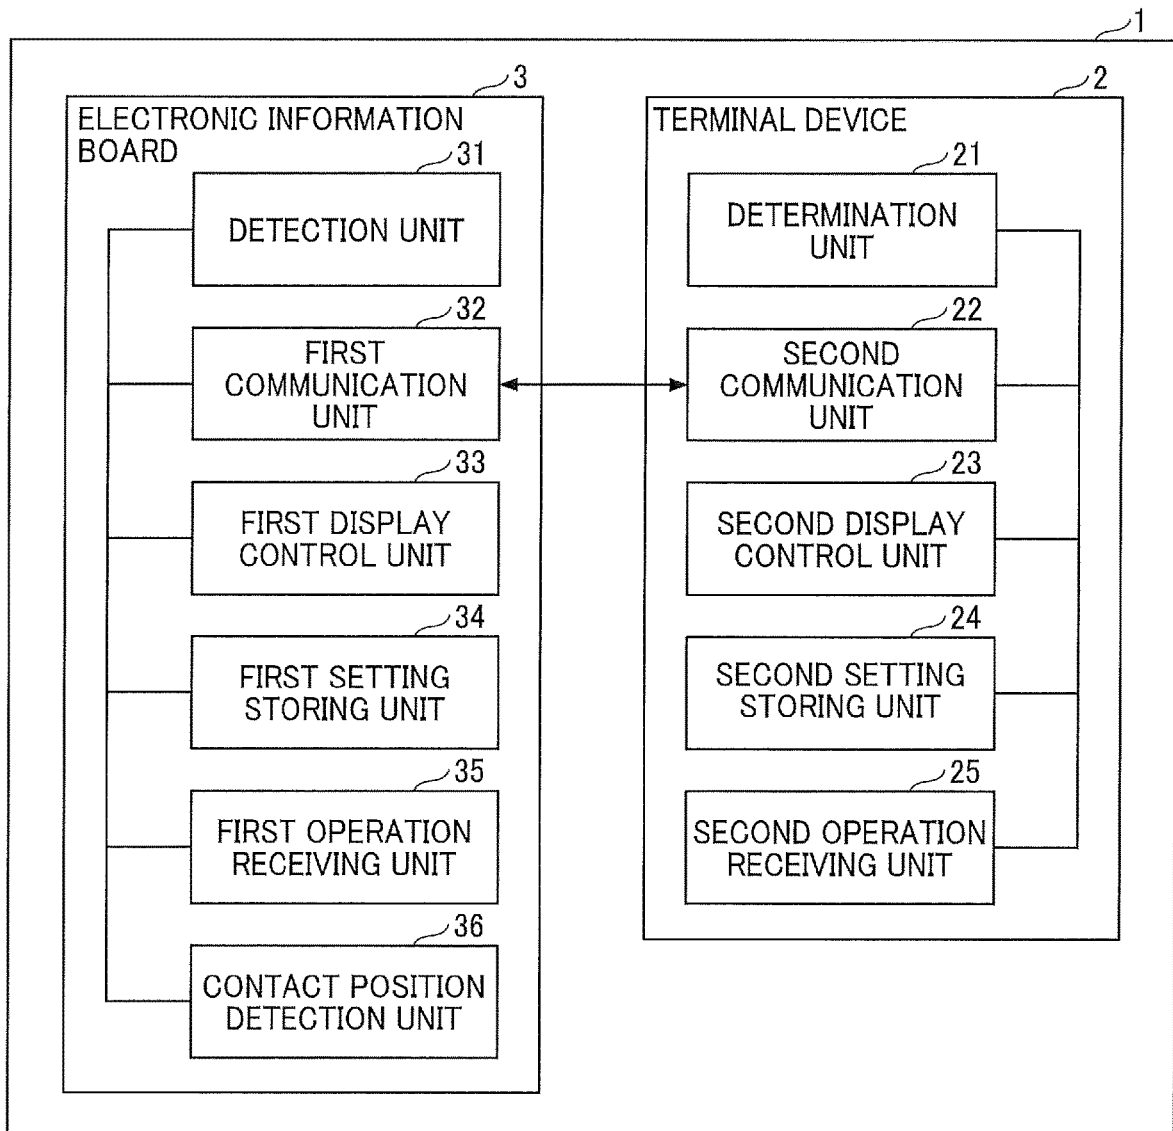 1
3
ELECTRONIC INFORMATION
BOARD
31
DETECTION UNIT
32
FIRST
COMMUNICATION
UNIT
33
FIRST DISPLAY
CONTROL UNIT
34
FIRST SETTING
STORING UNIT
35
FIRST OPERATION
RECEIVING UNIT
36
CONTACT POSITION
DETECTION UNIT
2
TERMINAL DEVICE
21
DETERMINATION
UNIT
22
SECOND
COMMUNICATION
UNIT
23
SECOND DISPLAY
CONTROL UNIT
24
SECOND SETTING
STORING UNIT
25
SECOND OPERATION
RECEIVING UNIT